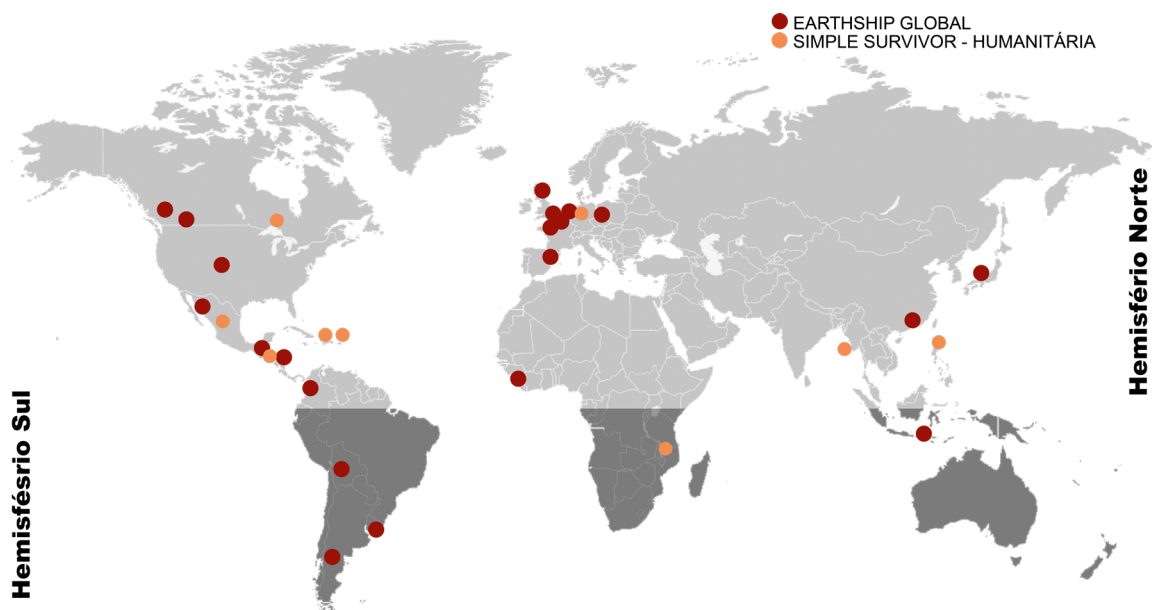 EARTHSHIP GLOBAL
SIMPLE SURVIVOR - HUMANITÁRIA
Hemisfério Norte
Hemisfésrio Sul